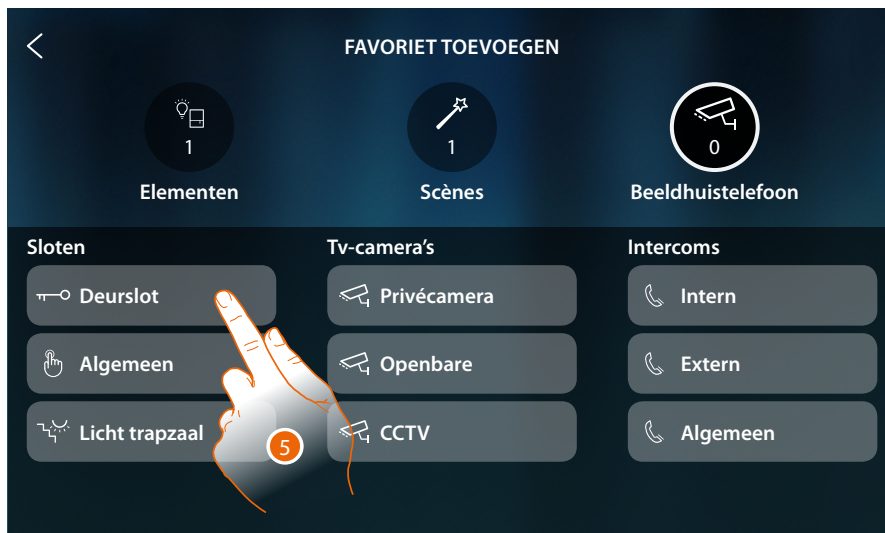 FAVORIET TOEVOEGEN
1
1
0
Elementen
Scènes
Beeldhuistelefoon
Sloten
Tv-camera's
Intercoms
Deurslot
Privécamera
Intern
Algemeen
Openbare
Extern
Licht trapzaal
CCTV
Algemeen
5